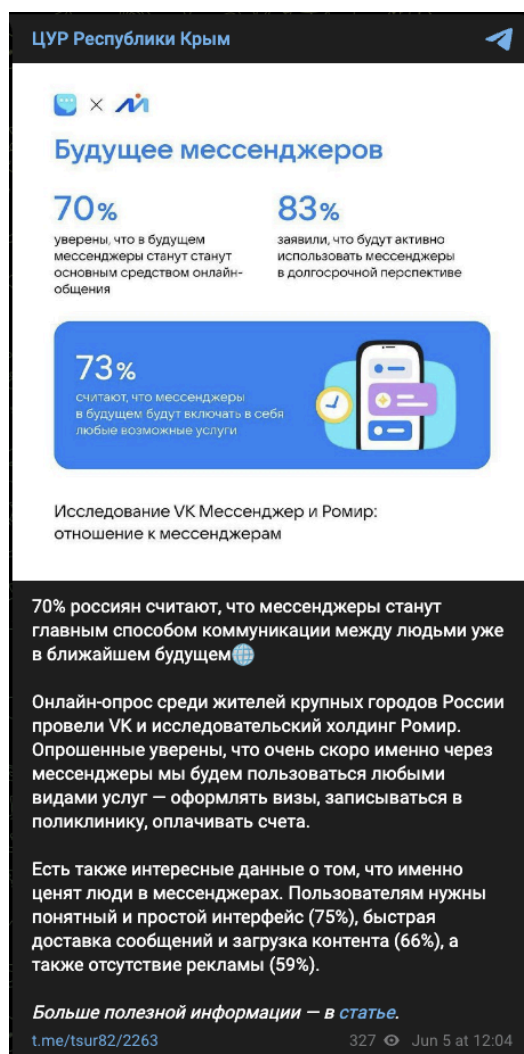 ЦУР Республики Крым
×
Будущее мессенджеров
70%
уверены, что в будущем
мессенджеры станут станут
основным средством онлайн-
общения
83%
заявили, что будут активно
использовать мессенджеры
в долгосрочной перспективе
73%
считают, что мессенджеры
в будущем будут включать в себя
любые возможные услуги
Исследование VK Мессенджер и Ромир:
отношение к мессенджерам
70% россиян считают, что мессенджеры станут
главным способом коммуникации между людьми уже
в ближайшем будущем🌐
Онлайн-опрос среди жителей крупных городов России
провели VK и исследовательский холдинг Ромир.
Опрошенные уверены, что очень скоро именно через
мессенджеры мы будем пользоваться любыми
видами услуг — оформлять визы, записываться в
поликлинику, оплачивать счета.
Есть также интересные данные о том, что именно
ценят люди в мессенджерах. Пользователям нужны
понятный и простой интерфейс (75%), быстрая
доставка сообщений и загрузка контента (66%), а
также отсутствие рекламы (59%).
Больше полезной информации — в статье.
t.me/tsur82/2263
327 Jun 5 at 12:04